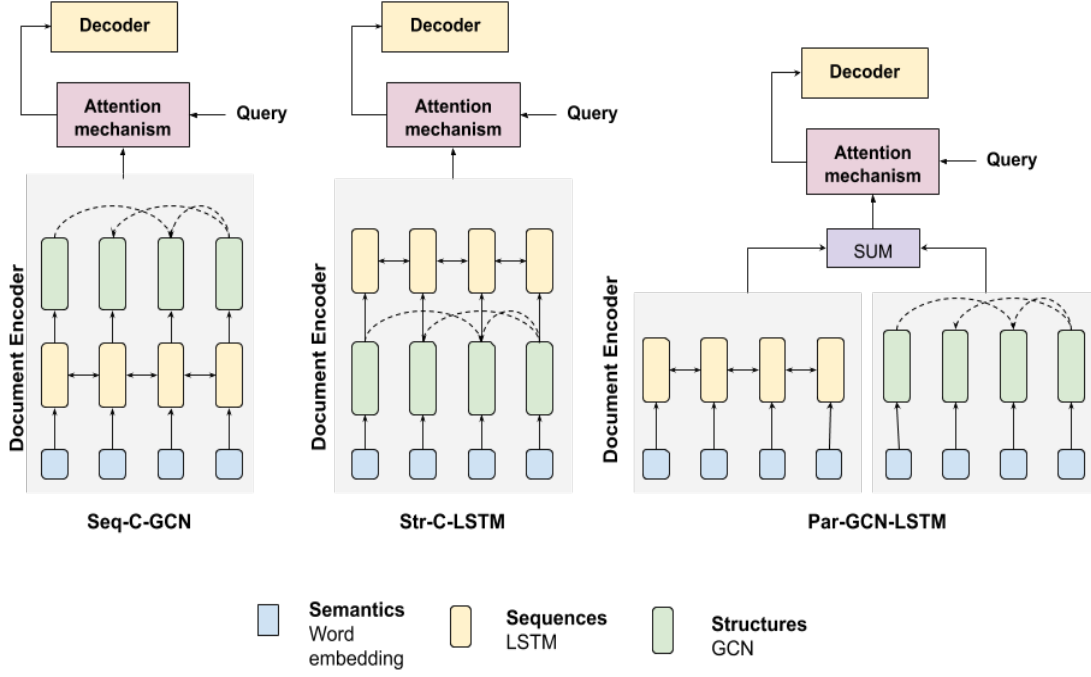 Decoder
Attention
mechanism
Query
Document Encoder
Seq-C-GCN
Decoder
Attention
mechanism
Query
Document Encoder
Str-C-LSTM
Decoder
Attention
mechanism
Query
SUM
Document Encoder
Par-GCN-LSTM
Semantics
Word
embedding
Sequences
LSTM
Structures
GCN